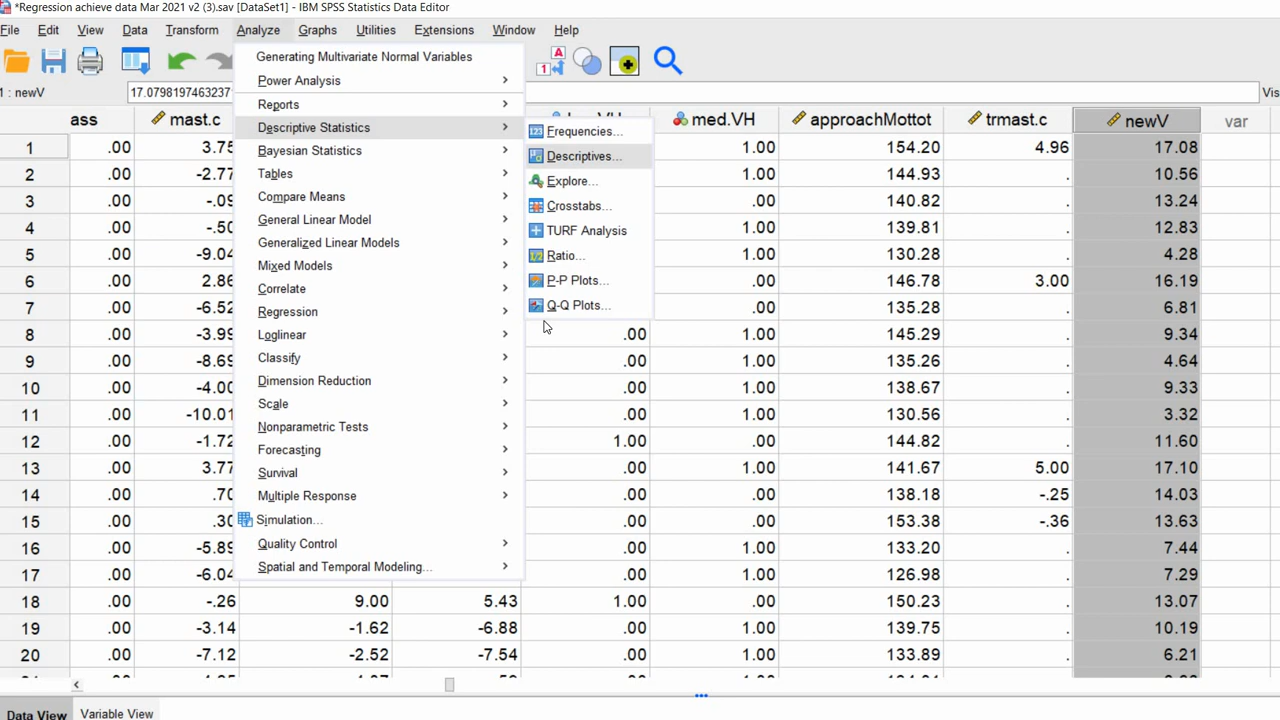 *Regression achieve data Mar 2021 v2 (3).sav [DataSet1] - IBM SPSS Statistics Data Editor
File Edit View Data Transform Analyze Graphs Utilities Extensions Window Help
Generating Multivariate Normal Variables
Power Analysis
Reports
Descriptive Statistics
Bayesian Statistics
Tables
Compare Means
General Linear Model
Generalized Linear Models
Mixed Models
Correlate
Regression
Loglinear
Classify
Dimension Reduction
Scale
Nonparametric Tests
Forecasting
Survival
Multiple Response
Simulation...
Quality Control
Spatial and Temporal Modeling...
Frequencies...
Descriptives...
Explore...
Crosstabs...
TURF Analysis
Ratio...
P-P Plots...
Q-Q Plots...
1 : newV 17.0798197463237 Vis
ass mast.c med.VH approachMottot trmast.c newV var
1 .00 3.75 1.00 154.20 4.96 17.08
2 .00 -2.77 1.00 144.93 . 10.56
3 .00 -.09 .00 140.82 . 13.24
4 .00 -.50 1.00 139.81 . 12.83
5 .00 -9.04 1.00 130.28 . 4.28
6 .00 2.86 .00 146.78 3.00 16.19
7 .00 -6.52 .00 135.28 . 6.81
8 .00 -3.99 .00 1.00 145.29 . 9.34
9 .00 -8.69 .00 1.00 135.26 . 4.64
10 .00 -4.00 .00 1.00 138.67 . 9.33
11 .00 -10.01 .00 1.00 130.56 . 3.32
12 .00 -1.72 1.00 .00 144.82 . 11.60
13 .00 3.77 .00 1.00 141.67 5.00 17.10
14 .00 .70 .00 1.00 138.18 -.25 14.03
15 .00 .30 .00 .00 153.38 -.36 13.63
16 .00 -5.89 .00 1.00 133.20 . 7.44
17 .00 -6.04 .00 1.00 126.98 . 7.29
18 .00 -.26 9.00 5.43 1.00 .00 150.23 . 13.07
19 .00 -3.14 -1.62 -6.88 .00 1.00 139.75 . 10.19
20 .00 -7.12 -2.52 -7.54 .00 1.00 133.89 . 6.21
Data View Variable View